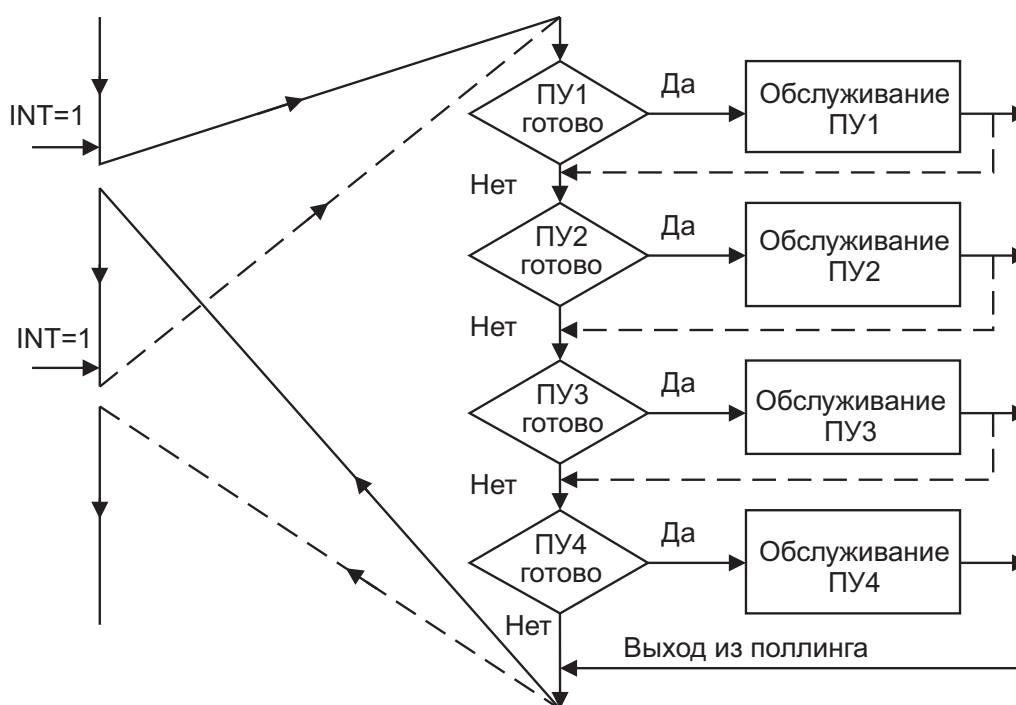 INT=1
ПУ1
готово
Да
Обслуживание
ПУ1
Нет
ПУ2
готово
Да
Обслуживание
ПУ2
INT=1
Нет
ПУ3
готово
Да
Обслуживание
ПУ3
Нет
ПУ4
готово
Да
Обслуживание
ПУ4
Нет
Выход из поллинга